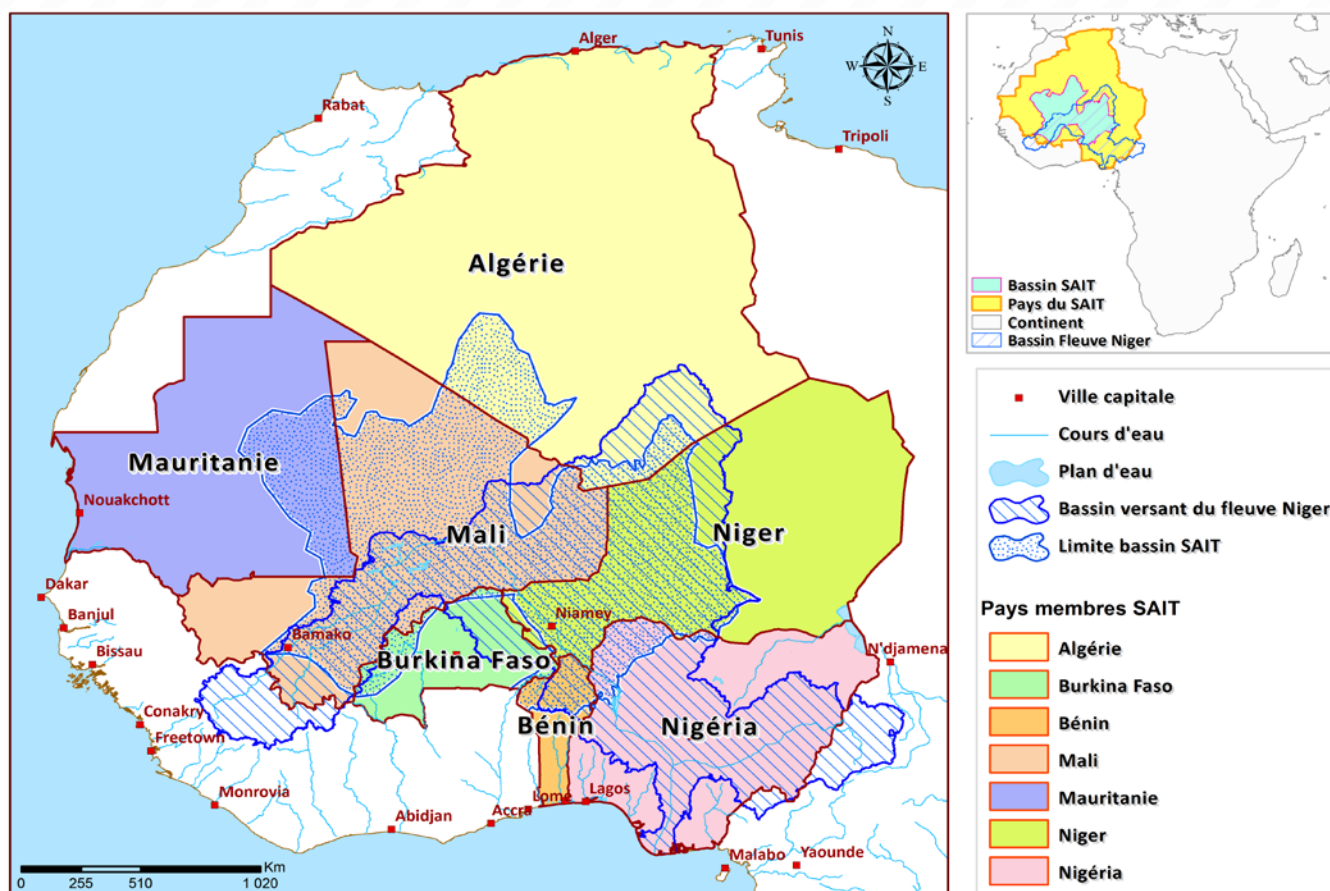 Alger
Tunis
N
W E
S
Rabat
Tripoli
Algérie
Mauritanie
Nouakchott
Mali
Niger
Dakar
Banjul
Bissau
Bamako
Niamey
Burkina Faso
N'djamena
Conakry
Freetown
Bénin
Nigéria
Monrovia
Abidjan
Accra
Lomé
Lagos
Malabo
Yaounde
Km
0 255 510 1 020
Bassin SAIT
Pays du SAIT
Continent
Bassin Fleuve Niger
Ville capitale
Cours d'eau
Plan d'eau
Bassin versant du fleuve Niger
Limite bassin SAIT
Pays membres SAIT
Algérie
Burkina Faso
Bénin
Mali
Mauritanie
Niger
Nigéria